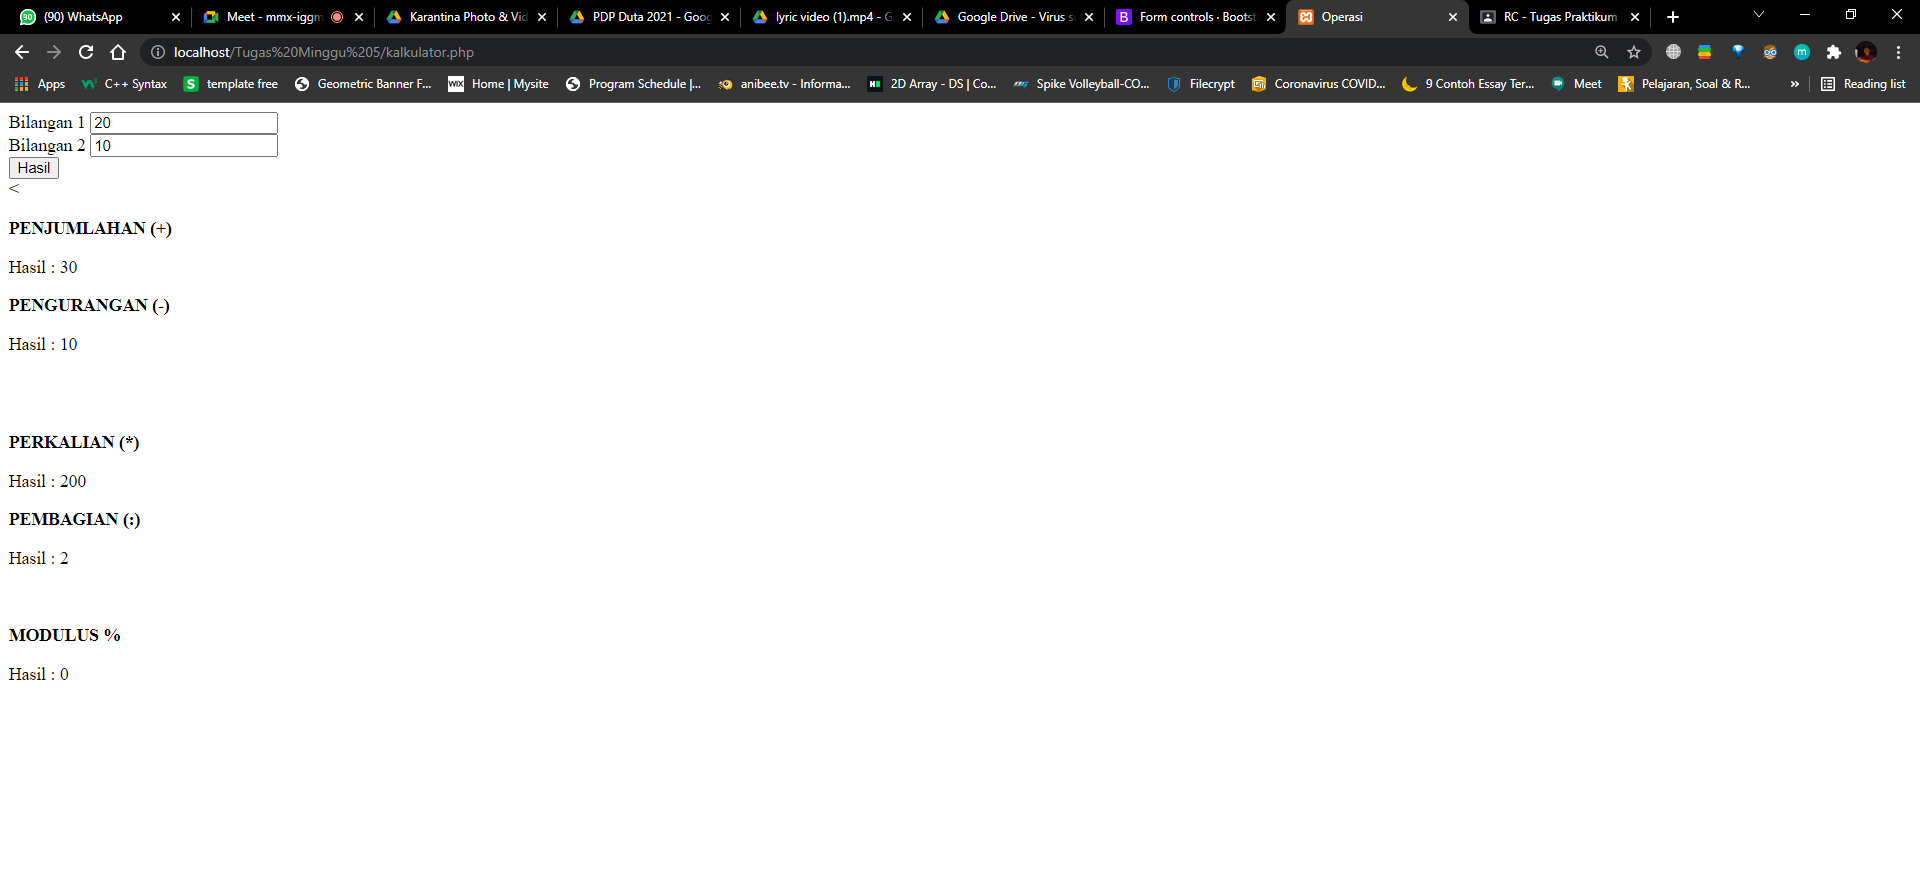 (90) WhatsApp
Meet - mmx-iggm
Karantina Photo & Vid
PDP Duta 2021 - Goog
lyric video (1).mp4 - G
Google Drive - Virus s
Form controls · Bootst
Operasi
RC - Tugas Praktikum
localhost/Tugas%20Minggu%205/kalkulator.php
Apps
C++ Syntax
template free
Geometric Banner F...
Home | Mysite
Program Schedule |...
anibee.tv - Informa...
2D Array - DS | Co...
Spike Volleyball-CO...
Filecrypt
Coronavirus COVID...
9 Contoh Essay Ter...
Meet
Pelajaran, Soal & R...
»
Reading list
Bilangan 1 20
Bilangan 2 10
Hasil
<
PENJUMLAHAN (+)
Hasil : 30
PENGURANGAN (-)
Hasil : 10
PERKALIAN (*)
Hasil : 200
PEMBAGIAN (:)
Hasil : 2
MODULUS %
Hasil : 0